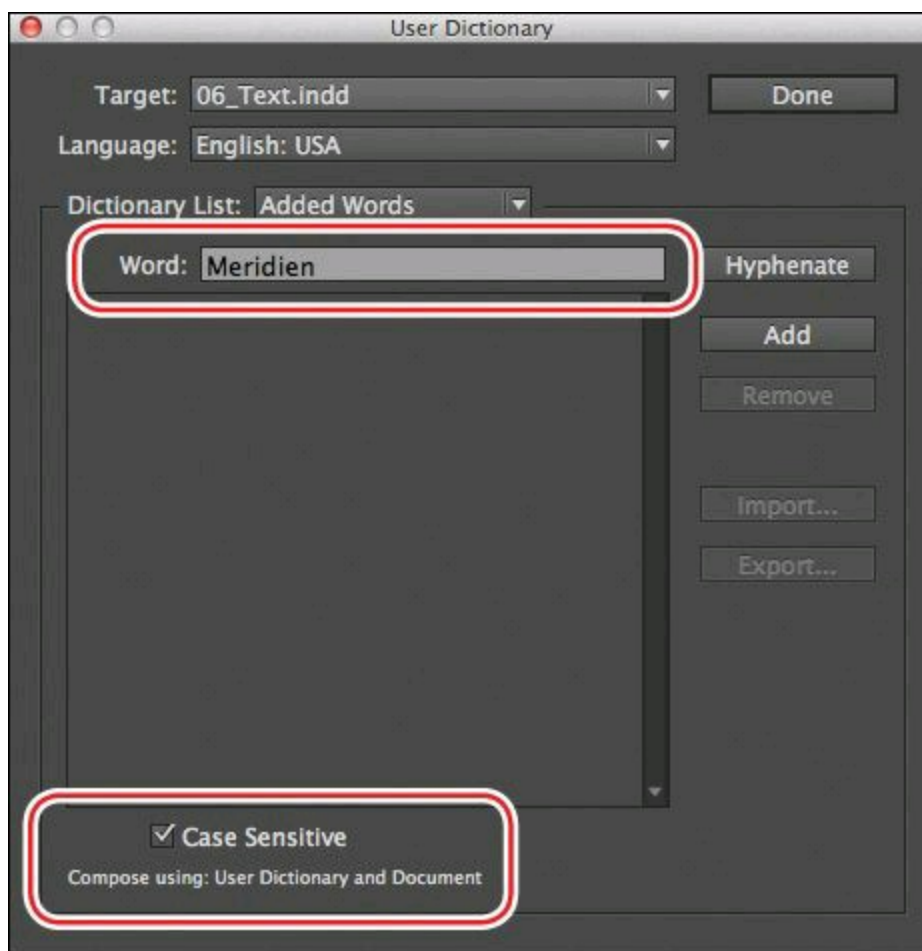 User Dictionary
Target: 06_Text.indd Done
Language: English: USA
Dictionary List: Added Words
Word: Meridien Hyphenate
Add
Remove
Import...
Export...
Case Sensitive
Compose using: User Dictionary and Document